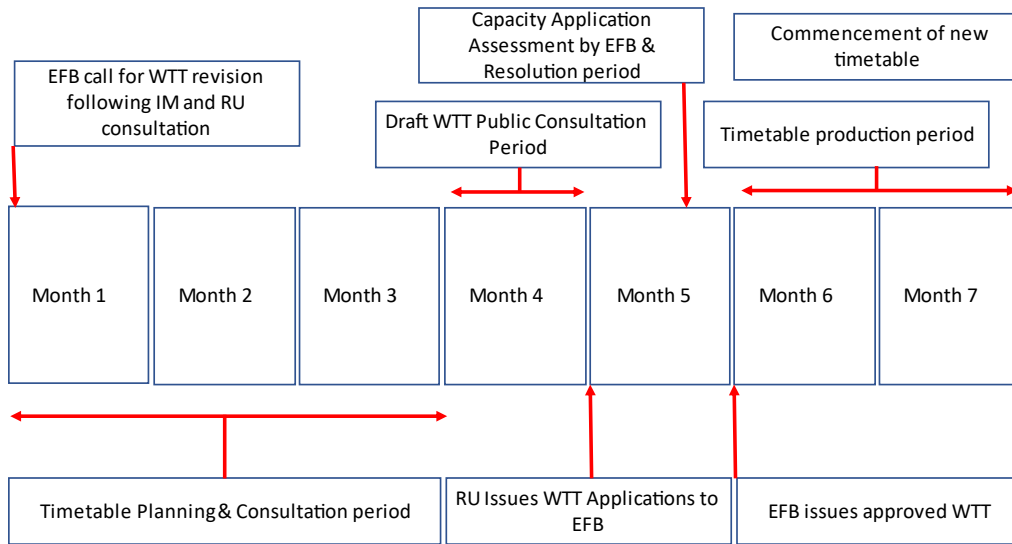 Capacity Application
Assessment by EFB &
Resolution period
Commencement of new
timetable
EFB call for WTT revision
following IM and RU
consultation
Draft WTT Public Consultation
Period
Timetable production period
Month 1
Month 2
Month 3
Month 4
Month 5
Month 6
Month 7
Timetable Planning & Consultation period
RU Issues WTT Applications to
EFB
EFB issues approved WTT